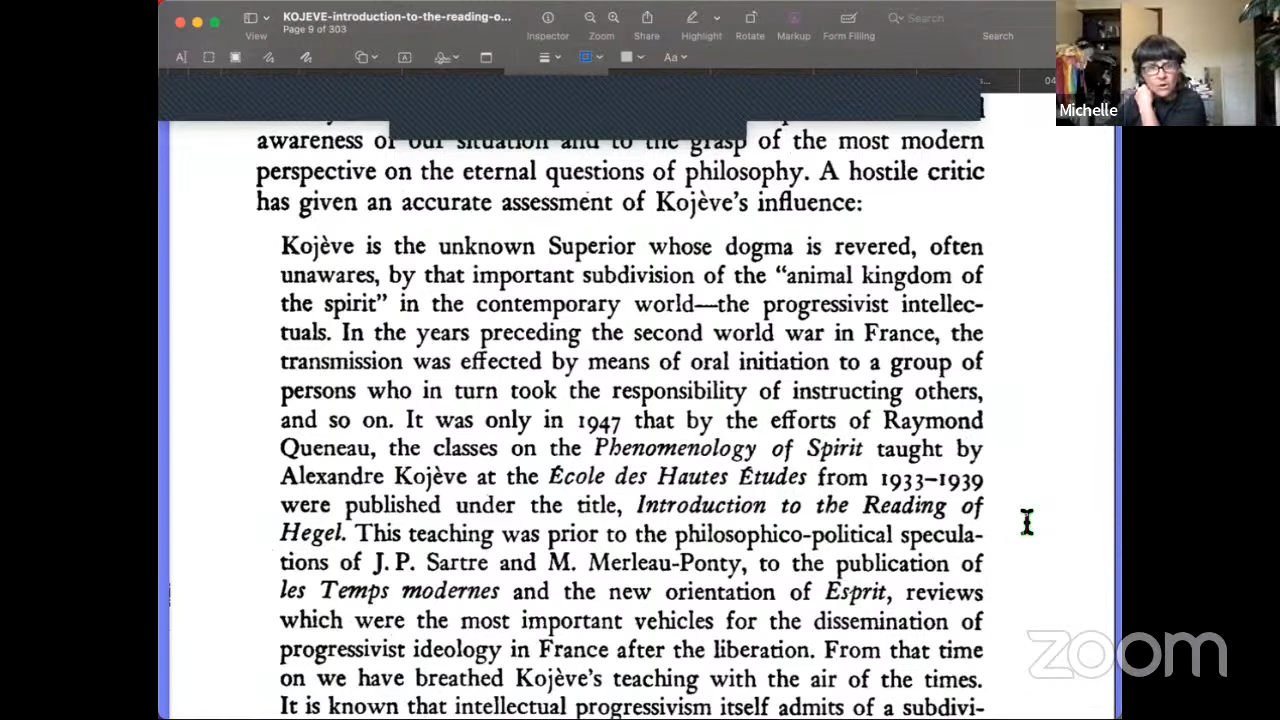 KOJEVE-introduction-to-the-reading-o...
Page 9 of 303
View
Inspector
Zoom
Share
Highlight
Rotate
Markup
Form Filling
Search
Search
Aa
04
Michelle
awareness of our situation and to the grasp of the most modern
perspective on the eternal questions of philosophy. A hostile critic
has given an accurate assessment of Kojève's influence:
Kojève is the unknown Superior whose dogma is revered, often
unawares, by that important subdivision of the “animal kingdom of
the spirit” in the contemporary world—the progressivist intellec-
tuals. In the years preceding the second world war in France, the
transmission was effected by means of oral initiation to a group of
persons who in turn took the responsibility of instructing others,
and so on. It was only in 1947 that by the efforts of Raymond
Queneau, the classes on the Phenomenology of Spirit taught by
Alexandre Kojève at the École des Hautes Études from 1933–1939
were published under the title, Introduction to the Reading of
Hegel. This teaching was prior to the philosophico-political specula-
tions of J. P. Sartre and M. Merleau-Ponty, to the publication of
les Temps modernes and the new orientation of Esprit, reviews
which were the most important vehicles for the dissemination of
progressivist ideology in France after the liberation. From that time
on we have breathed Kojève's teaching with the air of the times.
It is known that intellectual progressivism itself admits of a subdivi-
zoom